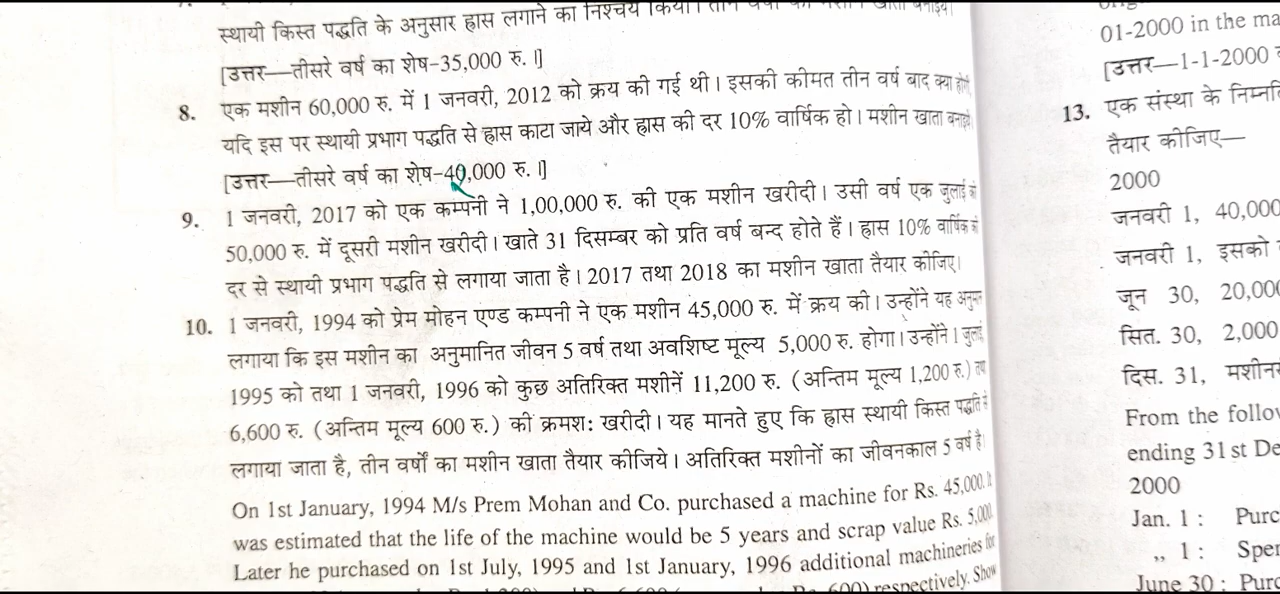 स्थायी किस्त पद्धति के अनुसार ह्रास लगाने का निश्चय किया।
[उत्तर—तीसरे वर्ष का शेष-35,000 रु.।]
8. एक मशीन 60,000 रु. में 1 जनवरी, 2012 को क्रय की गई थी। इसकी कीमत तीन वर्ष बाद क्या होगी
यदि इस पर स्थायी प्रभाग पद्धति से ह्रास काटा जाये और ह्रास की दर 10% वार्षिक हो। मशीन खाता बनाइये
[उत्तर—तीसरे वर्ष का शेष-40,000 रु.।]
9. 1 जनवरी, 2017 को एक कम्पनी ने 1,00,000 रु. की एक मशीन खरीदी। उसी वर्ष एक जुलाई को
50,000 रु. में दूसरी मशीन खरीदी। खाते 31 दिसम्बर को प्रति वर्ष बन्द होते हैं। ह्रास 10% वार्षिक की
दर से स्थायी प्रभाग पद्धति से लगाया जाता है। 2017 तथा 2018 का मशीन खाता तैयार कीजिए।
10. 1 जनवरी, 1994 को प्रेम मोहन एण्ड कम्पनी ने एक मशीन 45,000 रु. में क्रय की। उन्होंने यह अनुमान
लगाया कि इस मशीन का अनुमानित जीवन 5 वर्ष तथा अवशिष्ट मूल्य 5,000 रु. होगा। उन्होंने 1 जुलाई
1995 को तथा 1 जनवरी, 1996 को कुछ अतिरिक्त मशीनें 11,200 रु. (अन्तिम मूल्य 1,200 रु.) तथा
6,600 रु. (अन्तिम मूल्य 600 रु.) की क्रमशः खरीदी। यह मानते हुए कि ह्रास स्थायी किस्त पद्धति से
लगाया जाता है, तीन वर्षों का मशीन खाता तैयार कीजिये। अतिरिक्त मशीनों का जीवनकाल 5 वर्ष है।
On 1st January, 1994 M/s Prem Mohan and Co. purchased a machine for Rs. 45,000. It
was estimated that the life of the machine would be 5 years and scrap value Rs. 5,000.
Later he purchased on 1st July, 1995 and 1st January, 1996 additional machineries for
600) respectively. Show
01-2000 in the ma
[उत्तर—1-1-2000
13. एक संस्था के
तैयार कीजिए—
2000
जनवरी 1, 40,000
जनवरी 1, इसको
जून 30, 20,000
सित. 30, 2,000
दिस. 31, मशीन
From the follow
ending 31st De
2000
Jan. 1 : Purc
,, 1 : Spen
June 30 : Purc